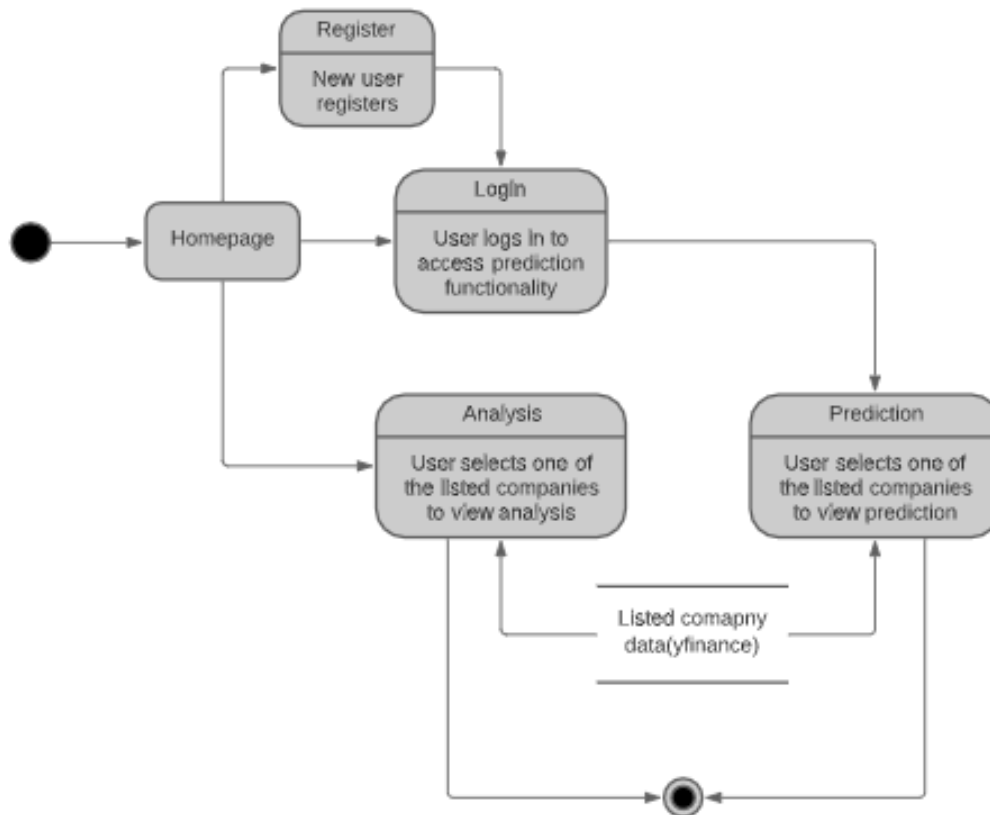 Register
New user
registers
LogIn
Homepage
User logs in to
access prediction
functionality
Analysis
User selects one of
the listed companies
to view analysis
Prediction
User selects one of
the listed companies
to view prediction
Listed comapny
data(yfinance)